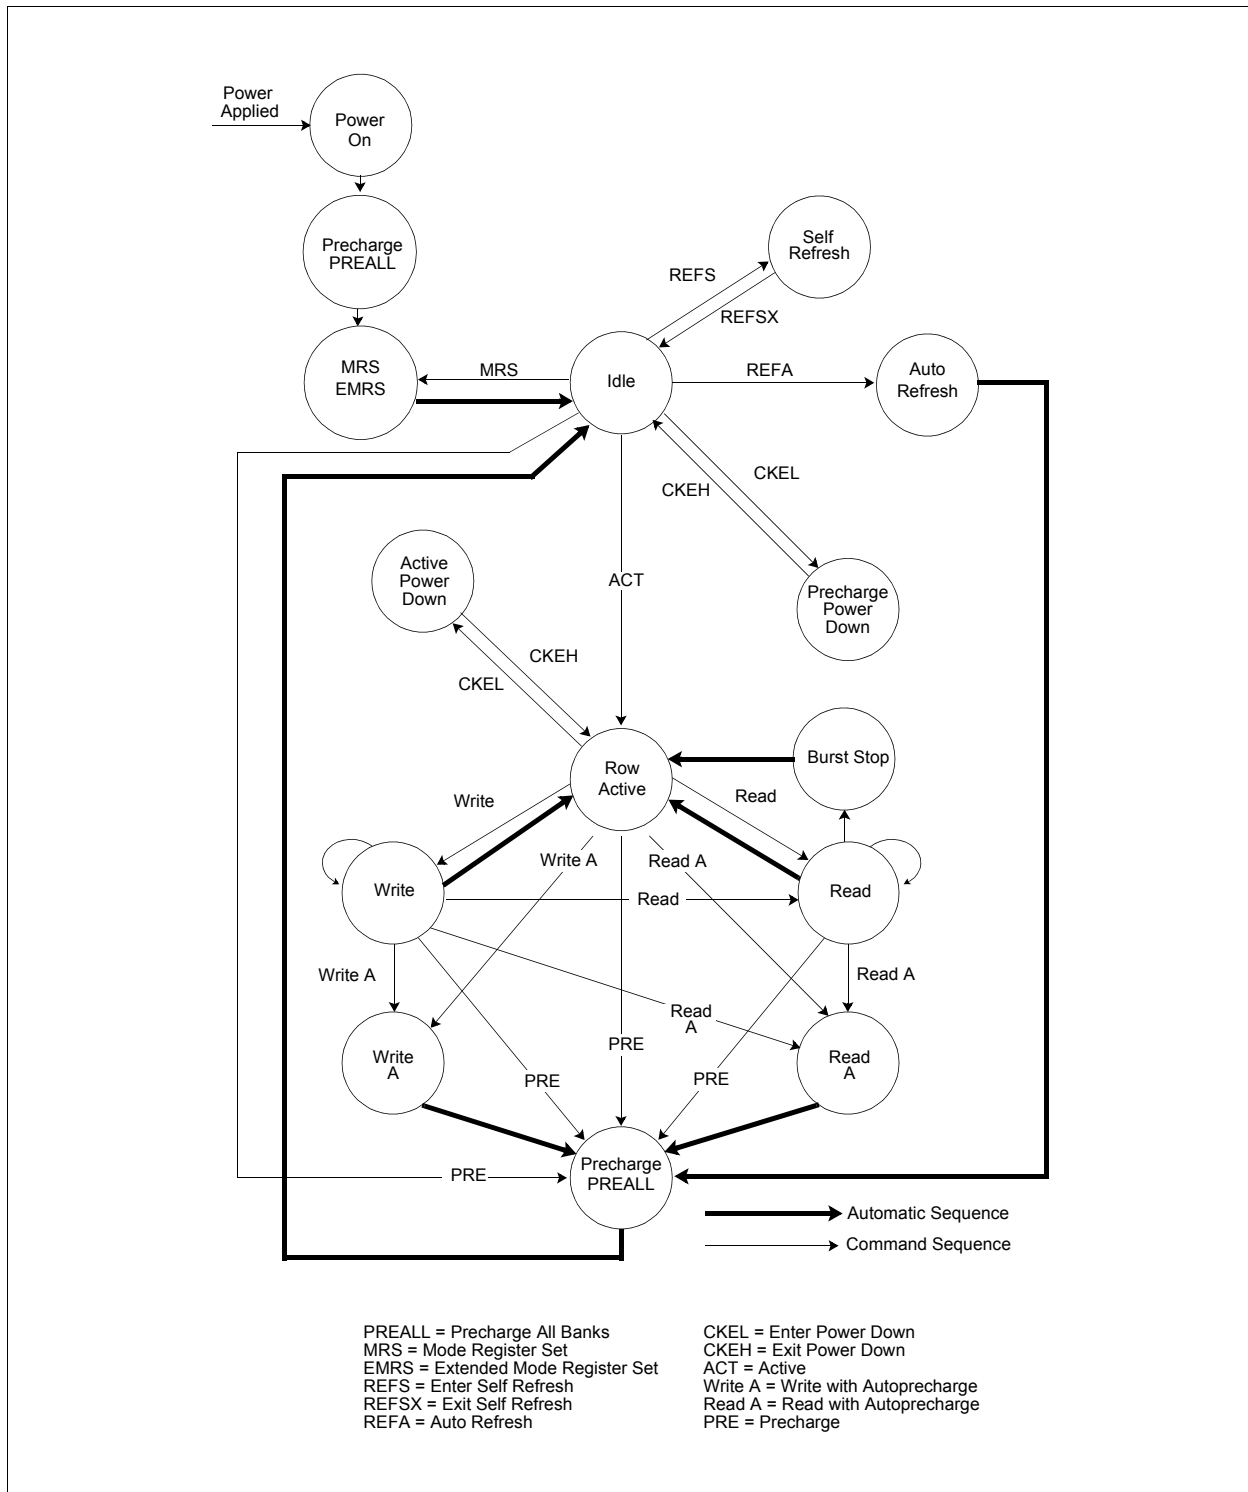 Power
Applied
Power
On
Precharge
PREALL
Self
Refresh
REFS
REFSX
MRS
EMRS
MRS
Idle
REFA
Auto
Refresh
CKEL
CKEH
Active
Power
Down
ACT
Precharge
Power
Down
CKEH
CKEL
Burst Stop
Row
Active
Write
Read
Write A
Read A
Write
Read
Read
Write A
Read A
Read
A
Write
A
PRE
Read
A
PRE
PRE
Precharge
PREALL
PRE
Automatic Sequence
Command Sequence
PREALL = Precharge All Banks
MRS = Mode Register Set
EMRS = Extended Mode Register Set
REFS = Enter Self Refresh
REFSX = Exit Self Refresh
REFA = Auto Refresh
CKEL = Enter Power Down
CKEH = Exit Power Down
ACT = Active
Write A = Write with Autoprecharge
Read A = Read with Autoprecharge
PRE = Precharge